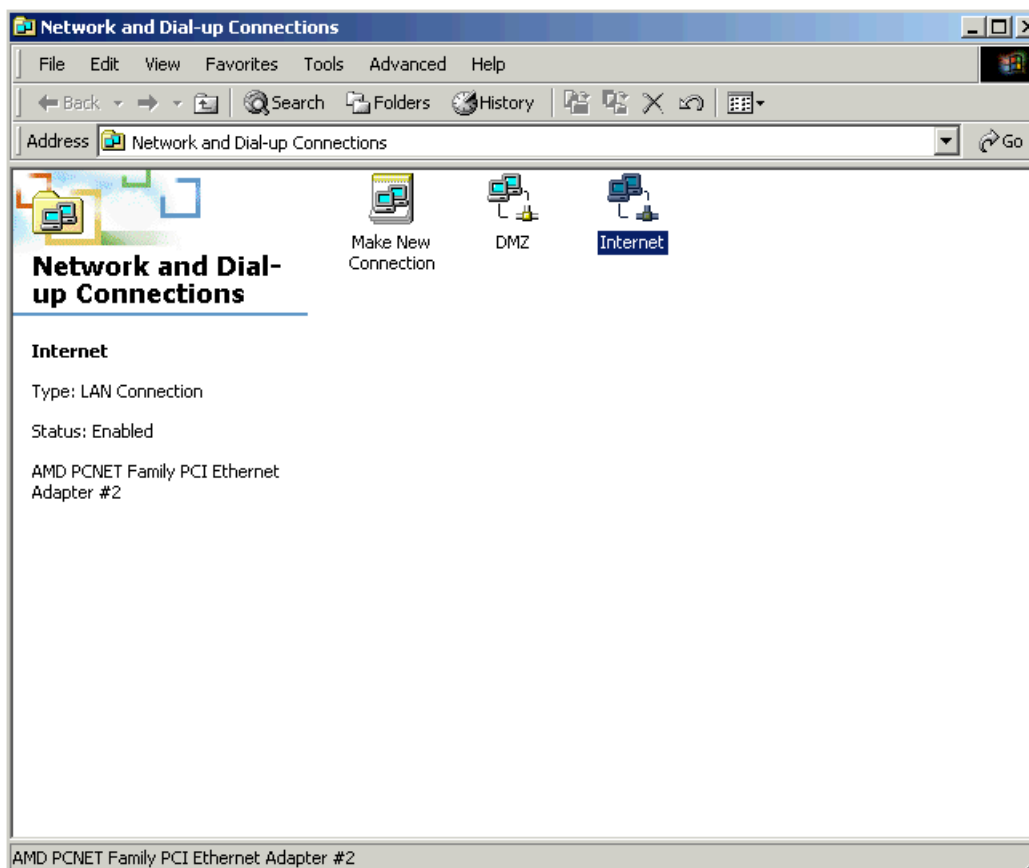 Network and Dial-up Connections
File Edit View Favorites Tools Advanced Help
Back Search Folders History
Address Network and Dial-up Connections Go
Make New
Connection
DMZ
Internet
Network and Dial-
up Connections
Internet
Type: LAN Connection
Status: Enabled
AMD PCNET Family PCI Ethernet
Adapter #2
AMD PCNET Family PCI Ethernet Adapter #2